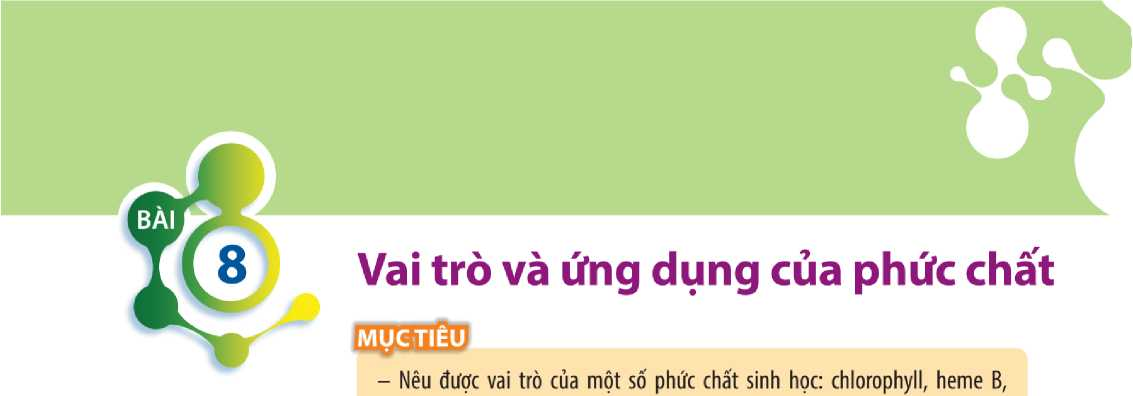 BÀI
8
Vai trò và ứng dụng của phức chất
MỤC TIÊU
– Nêu được vai trò của một số phức chất sinh học: chlorophyll, heme B,